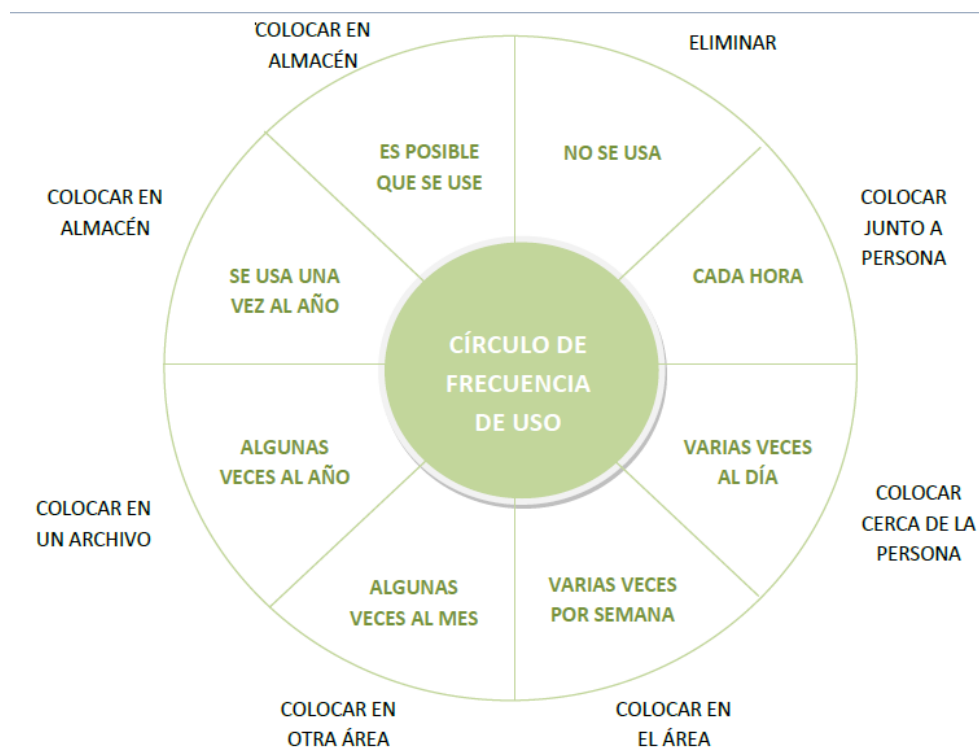 COLOCAR EN
ALMACÉN
ELIMINAR
ES POSIBLE
QUE SE USE
NO SE USA
COLOCAR EN
ALMACÉN
COLOCAR
JUNTO A
PERSONA
SE USA UNA
VEZ AL AÑO
CADA HORA
CÍRCULO DE
FRECUENCIA
DE USO
ALGUNAS
VECES AL AÑO
VARIAS VECES
AL DÍA
COLOCAR EN
UN ARCHIVO
COLOCAR
CERCA DE LA
PERSONA
ALGUNAS
VECES AL MES
VARIAS VECES
POR SEMANA
COLOCAR EN
OTRA ÁREA
COLOCAR EN
EL ÁREA